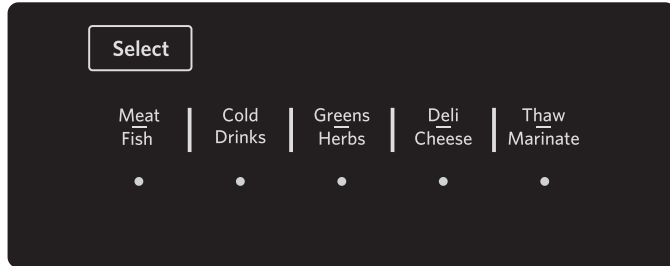 Select
Meat Cold Greens Deli Thaw
Fish Drinks Herbs Cheese Marinate